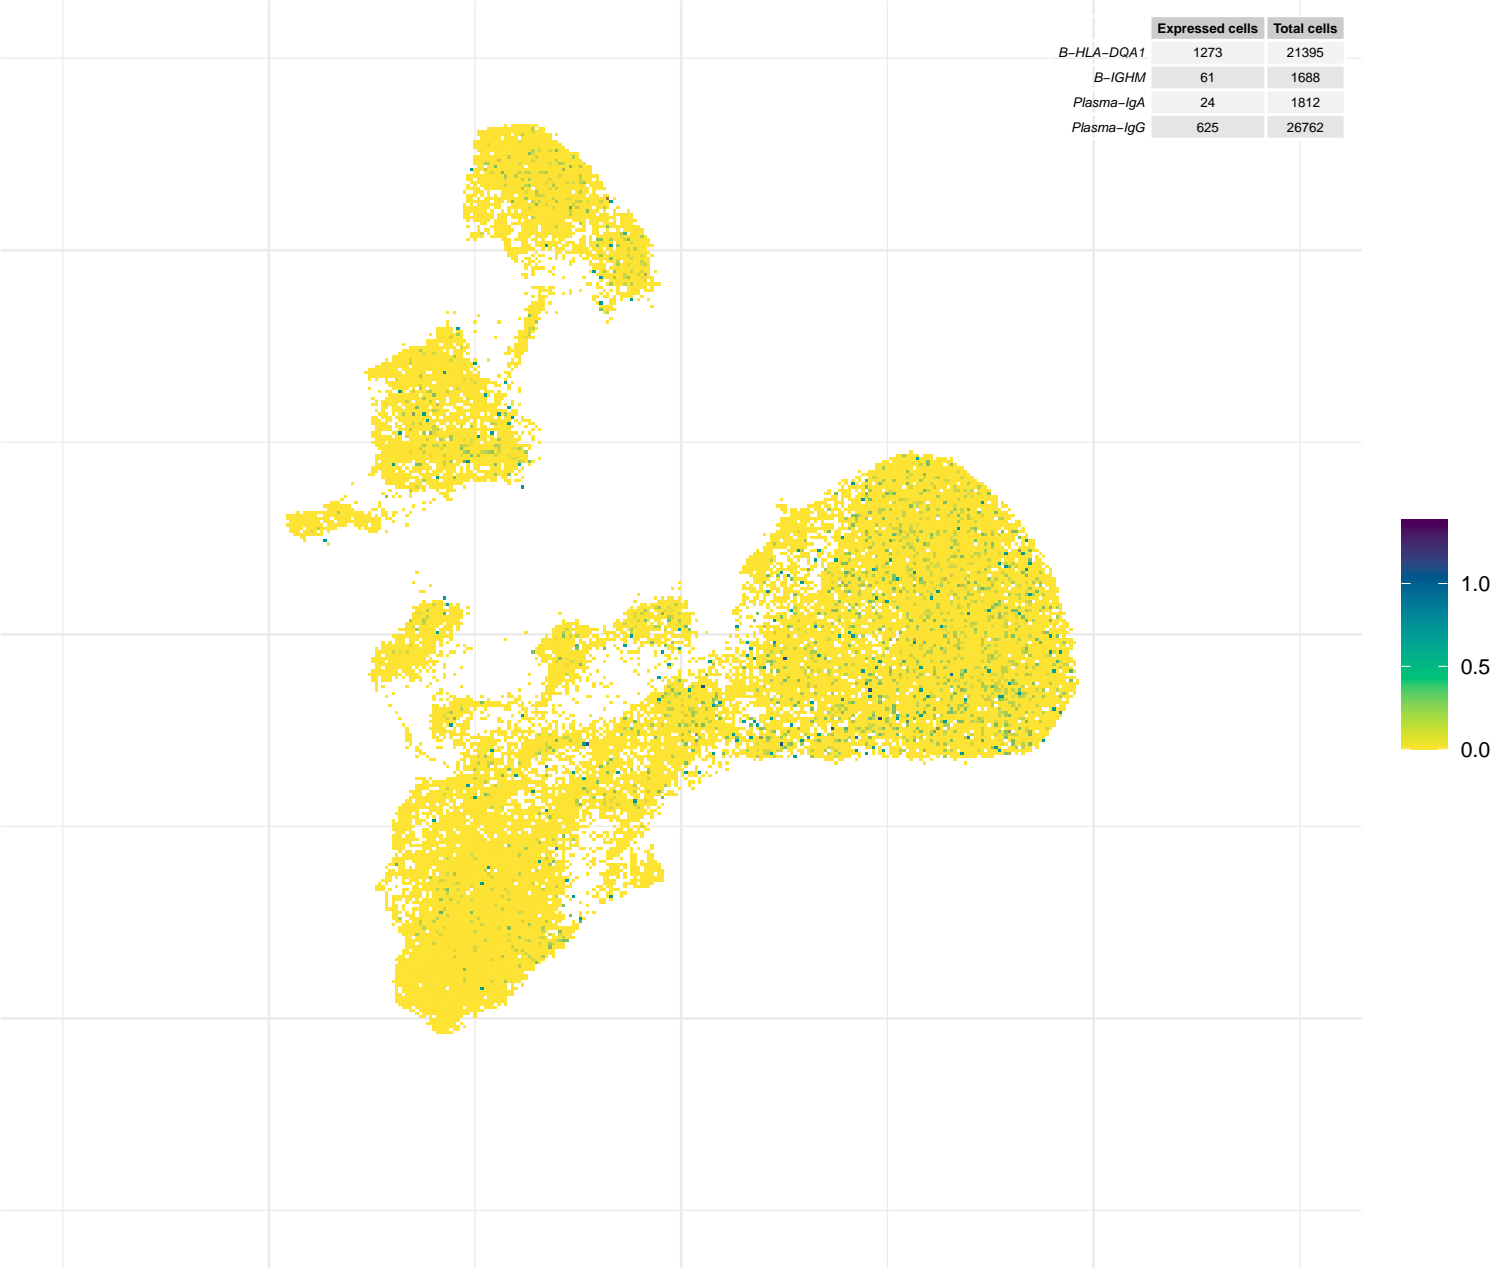 Expressed cells Total cells
B−HLA−DQA1 1273 21395
B−IGHM 61 1688
Plasma−IgA 24 1812
Plasma−IgG 625 26762
1.0
0.5
0.0